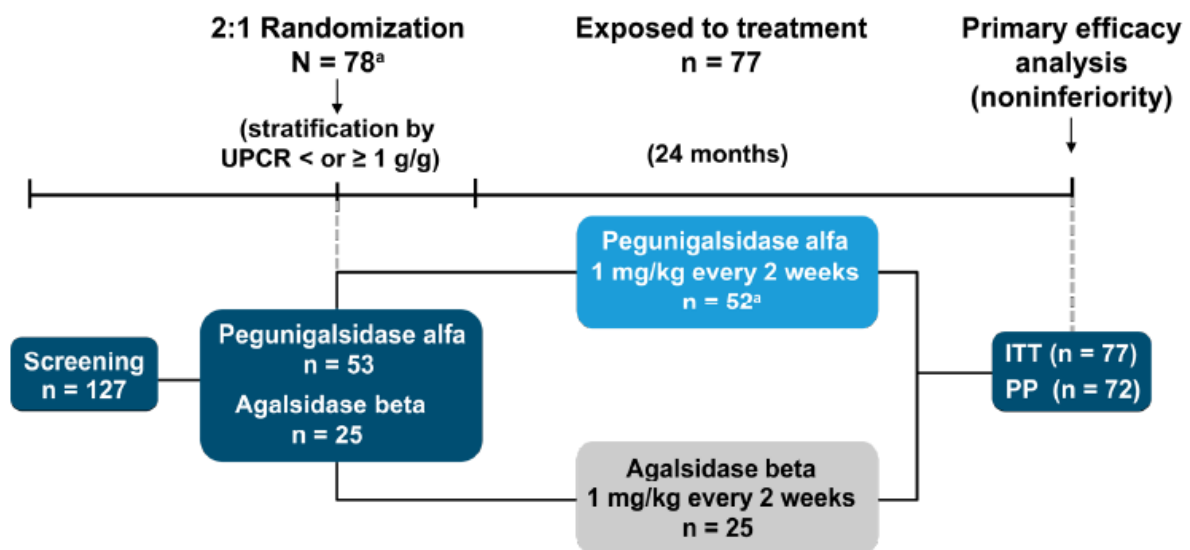 2:1 Randomization
N = 78ᵃ
(stratification by
UPCR < or ≥ 1 g/g)
Exposed to treatment
n = 77
(24 months)
Primary efficacy
analysis
(noninferiority)
Screening
n = 127
Pegunigalsidase alfa
n = 53
Agalsidase beta
n = 25
Pegunigalsidase alfa
1 mg/kg every 2 weeks
n = 52ᵃ
Agalsidase beta
1 mg/kg every 2 weeks
n = 25
ITT (n = 77)
PP (n = 72)